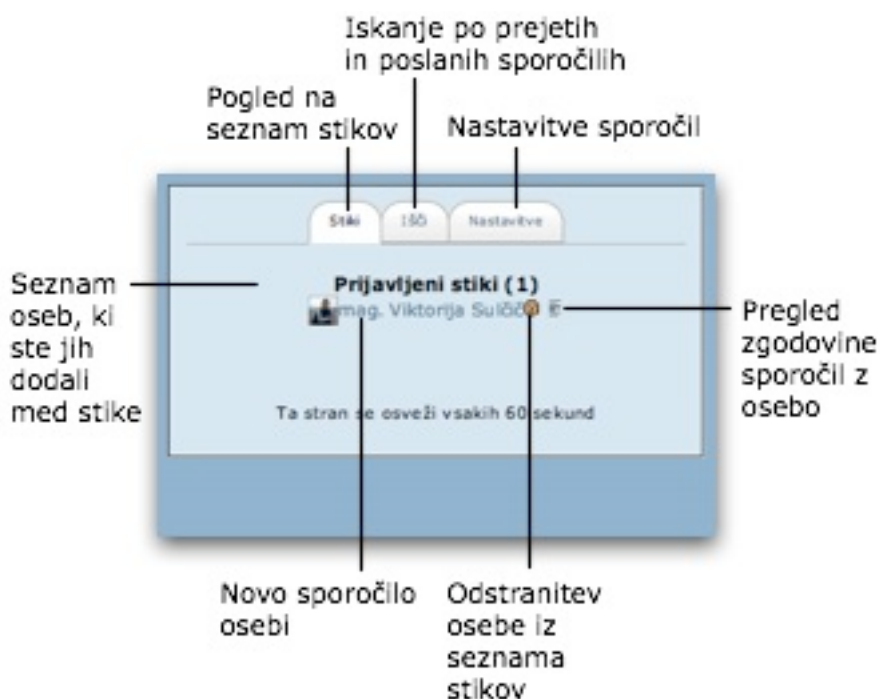 Iskanje po prejetih
in poslanih sporočilih
Pogled na
seznam stikov
Nastavitve sporočil
Stiki
Išči
Nastavitve
Seznam
oseb, ki
ste jih
dodali
med stike
Prijavljeni stiki (1)
mag. Viktorija Sulčič
Pregled
zgodovine
sporočil z
osebo
Ta stran se osveži vsakih 60 sekund
Novo sporočilo
osebi
Odstranitev
osebe iz
seznama
stikov